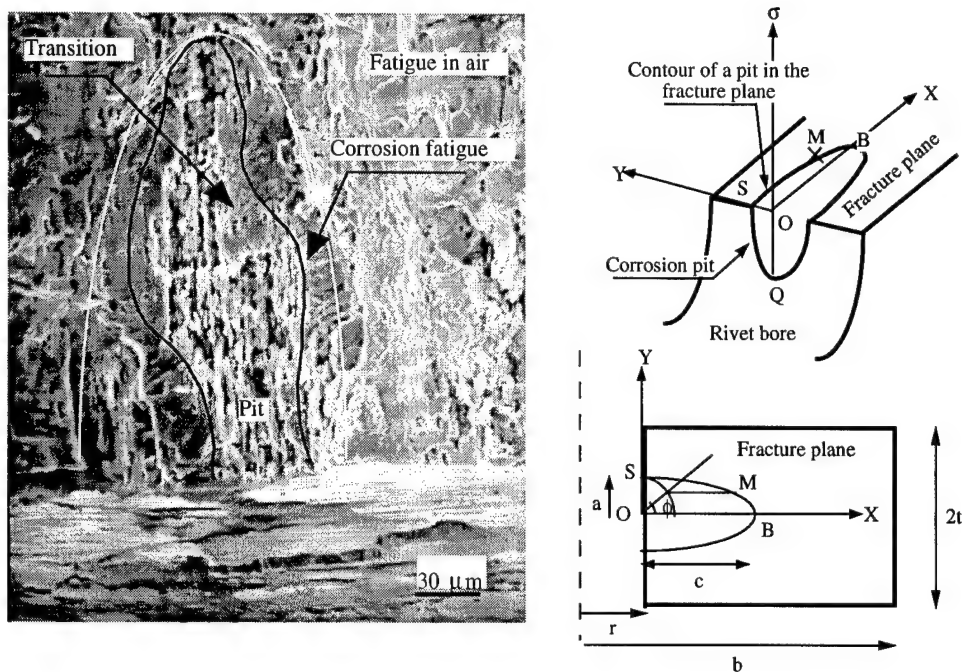 Transition
Fatigue in air
Corrosion fatigue
Pit
30 µm
σ
Contour of a pit in the
fracture plane
X
M
B
Y
S
Fracture plane
O
Corrosion pit
Q
Rivet bore
Y
Fracture plane
S
M
a
ϕ
O
X
B
2t
c
r
b